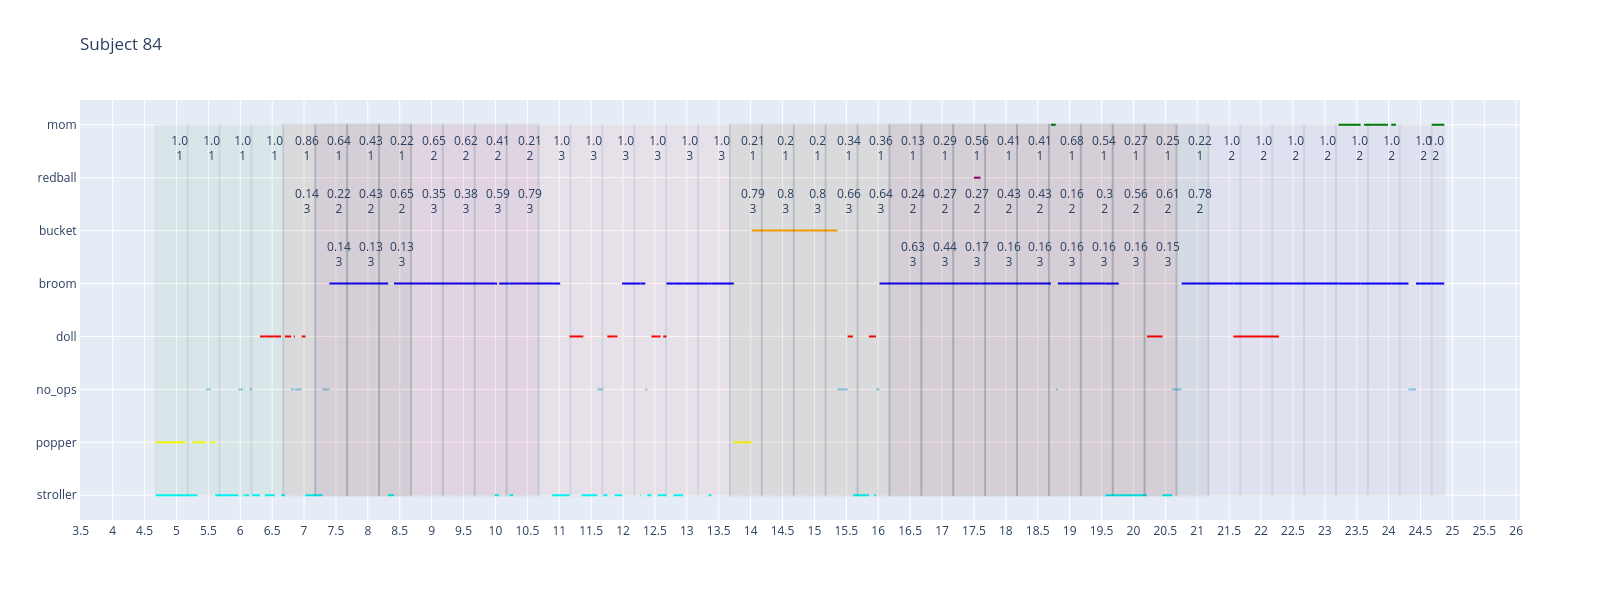 Subject 84
mom
1.0 1.0 1.0 1.0 0.86 0.64 0.43 0.22 0.65 0.62 0.41 0.21 1.0 1.0 1.0 1.0 1.0 1.0 0.21 0.2 0.2 0.34 0.36 0.13 0.29 0.56 0.41 0.41 0.68 0.54 0.27 0.25 0.22 1.0 1.0 1.0 1.0 1.0 1.0 1.0 1.0
1 1 1 1 1 1 1 1 2 2 2 2 3 3 3 3 3 3 1 1 1 1 1 1 1 1 1 1 1 1 1 1 1 2 2 2 2 2 2 2 2
redball
0.14 0.22 0.43 0.65 0.35 0.38 0.59 0.79 0.79 0.8 0.8 0.66 0.64 0.24 0.27 0.27 0.43 0.43 0.16 0.3 0.56 0.61 0.78
3 2 2 2 3 3 3 3 3 3 3 3 3 2 2 2 2 2 2 2 2 2 2
bucket
0.14 0.13 0.13 0.63 0.44 0.17 0.16 0.16 0.16 0.16 0.16 0.15
3 3 3 3 3 3 3 3 3 3 3 3
broom
doll
no_ops
popper
stroller
3.5 4 4.5 5 5.5 6 6.5 7 7.5 8 8.5 9 9.5 10 10.5 11 11.5 12 12.5 13 13.5 14 14.5 15 15.5 16 16.5 17 17.5 18 18.5 19 19.5 20 20.5 21 21.5 22 22.5 23 23.5 24 24.5 25 25.5 26